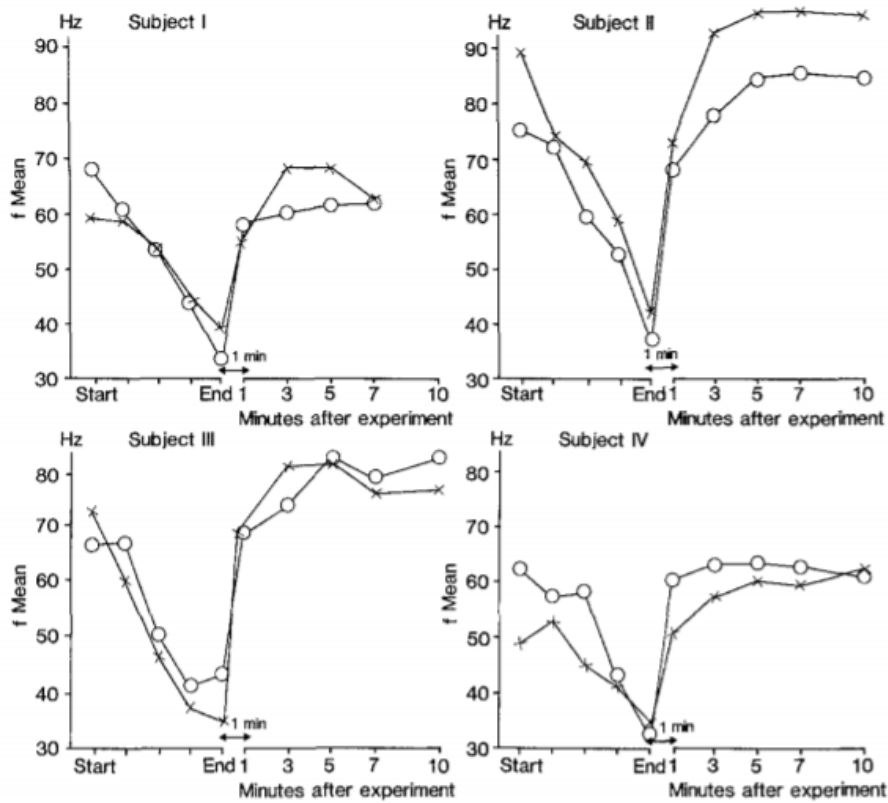 Hz Subject I
90
80
70
60
50
40
30
f Mean
1 min
Start End 1 3 5 7 10
Minutes after experiment
Hz Subject II
90
80
70
60
50
40
30
f Mean
1 min
Start End 1 3 5 7 10
Minutes after experiment
Hz Subject III
80
70
60
50
40
30
f Mean
1 min
Start End 1 3 5 7 10
Minutes after experiment
Hz Subject IV
80
70
60
50
40
30
f Mean
1 min
Start End 1 3 5 7 10
Minutes after experiment